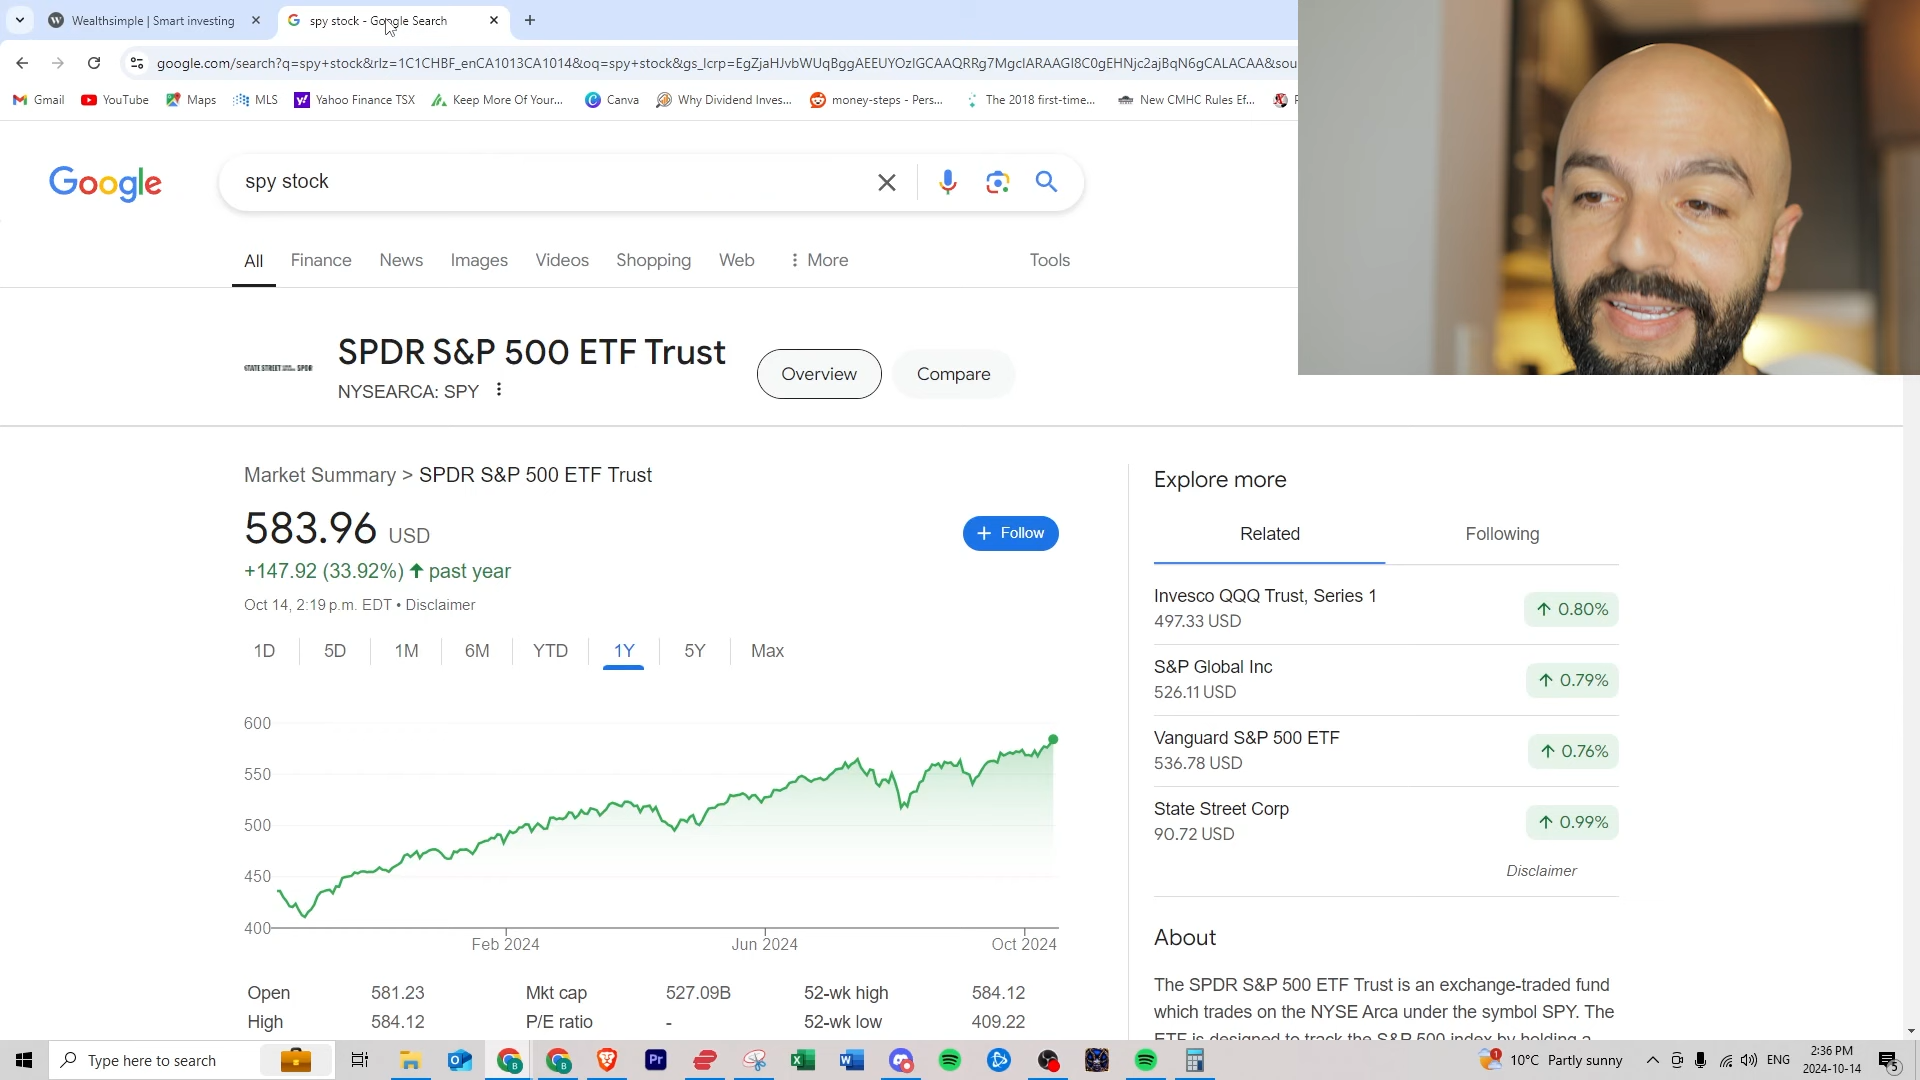 Wealthsimple | Smart investing
spy stock - Google Search
google.com/search?q=spy+stock&rlz=1C1CHBF_enCA1013CA1014&oq=spy+stock&gs_lcrp=EgZjaHJvbWUqBggAEEUYOzIGCAAQRRg7MgcIARAAGI8C0gEHNjc2ajBqN6gCALACAA&sou
Gmail YouTube Maps MLS Yahoo Finance TSX Keep More Of Your... Canva Why Dividend Inves... money-steps - Pers... The 2018 first-time... New CMHC Rules Ef...
Google
spy stock
All Finance News Images Videos Shopping Web More Tools
SPDR S&P 500 ETF Trust
NYSEARCA: SPY
Overview Compare
Market Summary > SPDR S&P 500 ETF Trust
583.96 USD
+ Follow
+147.92 (33.92%) past year
Oct 14, 2:19 p.m. EDT • Disclaimer
1D 5D 1M 6M YTD 1Y 5Y Max
600
550
500
450
400
Feb 2024 Jun 2024 Oct 2024
Open 581.23 Mkt cap 527.09B 52-wk high 584.12
High 584.12 P/E ratio - 52-wk low 409.22
Explore more
Related Following
Invesco QQQ Trust, Series 1
497.33 USD
0.80%
S&P Global Inc
526.11 USD
0.79%
Vanguard S&P 500 ETF
536.78 USD
0.76%
State Street Corp
90.72 USD
0.99%
Disclaimer
About
The SPDR S&P 500 ETF Trust is an exchange-traded fund
which trades on the NYSE Arca under the symbol SPY. The
ETF is designed to track the S&P 500 index by holding a
Type here to search
10°C Partly sunny
ENG
2:36 PM
2024-10-14